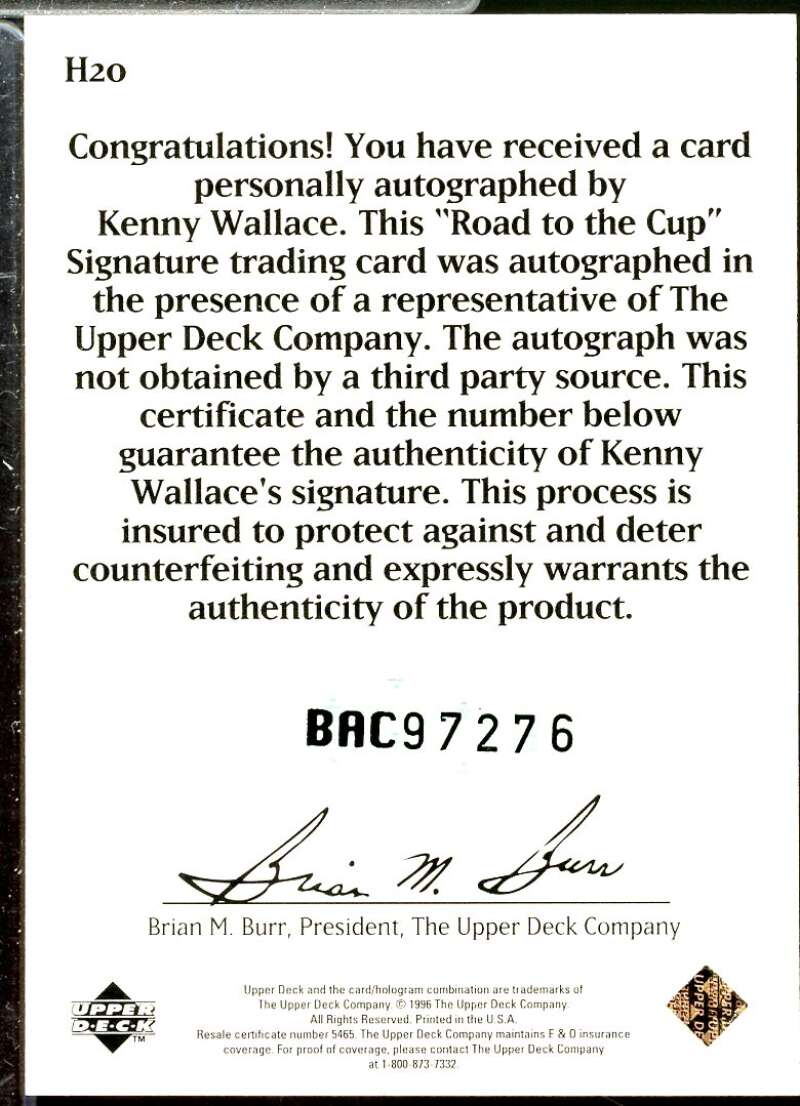 H20
Congratulations! You have received a card
personally autographed by
Kenny Wallace. This "Road to the Cup"
Signature trading card was autographed in
the presence of a representative of The
Upper Deck Company. The autograph was
not obtained by a third party source. This
certificate and the number below
guarantee the authenticity of Kenny
Wallace's signature. This process is
insured to protect against and deter
counterfeiting and expressly warrants the
authenticity of the product.
BAC97276
Brian M. Burr
Brian M. Burr, President, The Upper Deck Company
UPPER
D·E·C·K
TM
Upper Deck and the card/hologram combination are trademarks of
The Upper Deck Company. © 1996 The Upper Deck Company.
All Rights Reserved. Printed in the U.S.A.
Resale certificate number 5465. The Upper Deck Company maintains F & O insurance
coverage. For proof of coverage, please contact The Upper Deck Company
at 1-800-873-7332.